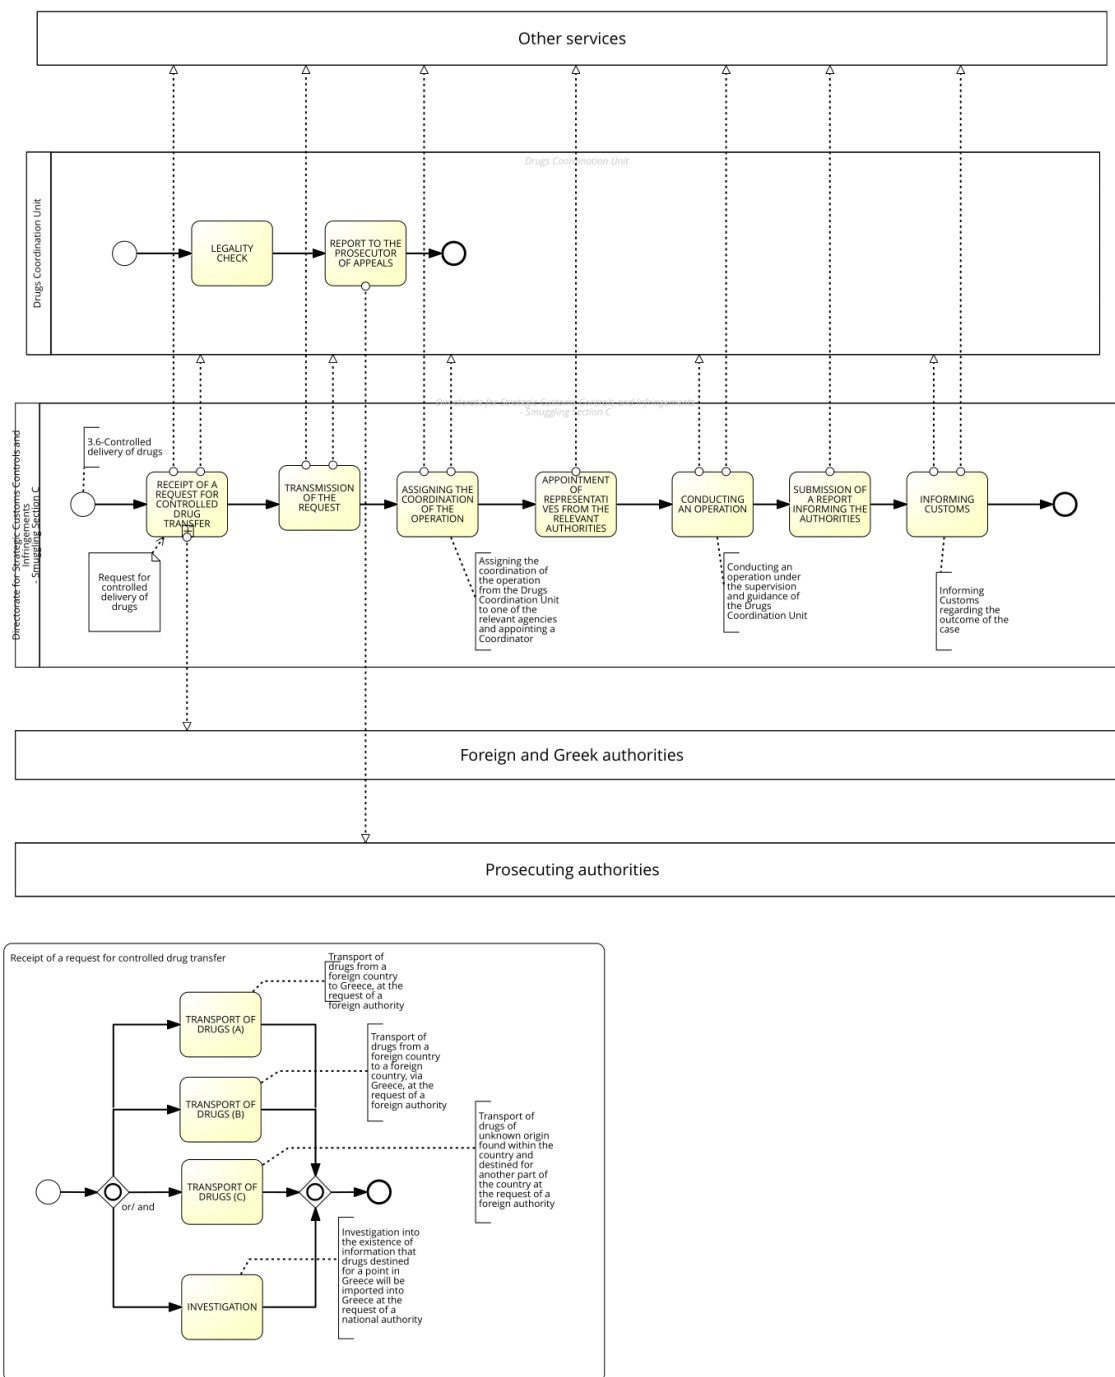 Other services
Drugs Coordination Unit
Drugs Coordination Unit
LEGALITY
CHECK
REPORT TO THE
PROSECUTOR
OF APPEALS
Directorate for Strategic Customs Controls and Infringements
- Smuggling Section C
Directorate for Strategic Customs Controls and
Infringements
- Smuggling Section C
3.6-Controlled
delivery of drugs
RECEIPT OF A
REQUEST FOR
CONTROLLED
DRUG
TRANSFER
TRANSMISSION
OF THE
REQUEST
ASSIGNING THE
COORDINATION
OF THE
OPERATION
APPOINTMENT
OF
REPRESENTATI
VES FROM THE
RELEVANT
AUTHORITIES
CONDUCTING
AN OPERATION
SUBMISSION OF
A REPORT
INFORMING THE
AUTHORITIES
INFORMING
CUSTOMS
Request for
controlled
delivery of
drugs
Assigning the
coordination of
the operation
from the Drugs
Coordination Unit
to one of the
relevant agencies
and appointing a
Coordinator
Conducting an
operation under
the supervision
and guidance of
the Drugs
Coordination Unit
Informing
Customs
regarding the
outcome of the
case
Foreign and Greek authorities
Prosecuting authorities
Receipt of a request for controlled drug transfer
Transport of
drugs from a
foreign country
to Greece, at the
request of a
foreign authority
TRANSPORT OF
DRUGS (A)
Transport of
drugs from a
foreign country
to a foreign
country, via
Greece, at the
request of a
foreign authority
TRANSPORT OF
DRUGS (B)
Transport of
drugs of
unknown origin
found within the
country and
destined for
another part of
the country at
the request of a
foreign authority
TRANSPORT OF
DRUGS (C)
or/ and
Investigation into
the existence of
information that
drugs destined
for a point in
Greece will be
imported into
Greece at the
request of a
national authority
INVESTIGATION